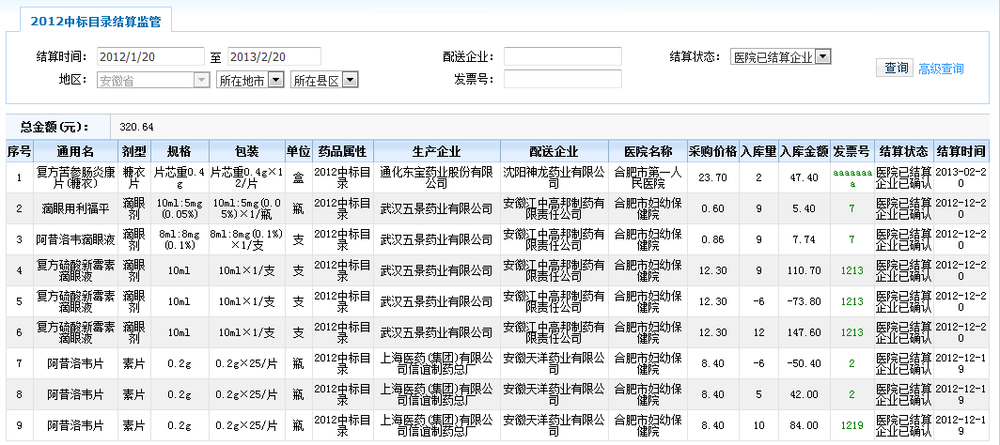 2012中标目录结算监管
结算时间: 2012/1/20 至 2013/2/20 配送企业: 结算状态: 医院已结算企业
地区: 安徽省 所在地市 所在县区 发票号: 查询 高级查询
总金额(元): 320.64
序号 通用名 剂型 规格 包装 单位 药品属性 生产企业 配送企业 医院名称 采购价格 入库量 入库金额 发票号 结算状态 结算时间
1 复方苦参肠炎康片(糖衣) 糖衣片 片芯重0.4g 片芯重0.4g×12/片 盒 2012中标目录 通化东宝药业股份有限公司 沈阳神龙药业有限公司 合肥市第一人民医院 23.70 2 47.40 aaaaaaaa 医院已结算企业已确认 2013-02-20
2 滴眼用利福平 滴眼剂 10ml:5mg(0.05%) 10ml:5mg(0.05%)×1/瓶 瓶 2012中标目录 武汉五景药业有限公司 安徽江中高邦制药有限责任公司 合肥市妇幼保健院 0.60 9 5.40 7 医院已结算企业已确认 2012-12-20
3 阿昔洛韦滴眼液 滴眼剂 8ml:8mg(0.1%) 8ml:8mg(0.1%)×1/支 支 2012中标目录 武汉五景药业有限公司 安徽江中高邦制药有限责任公司 合肥市妇幼保健院 0.86 9 7.74 7 医院已结算企业已确认 2012-12-20
4 复方硫酸新霉素滴眼液 滴眼剂 10ml 10ml×1/支 支 2012中标目录 武汉五景药业有限公司 安徽江中高邦制药有限责任公司 合肥市妇幼保健院 12.30 9 110.70 1213 医院已结算企业已确认 2012-12-20
5 复方硫酸新霉素滴眼液 滴眼剂 10ml 10ml×1/支 支 2012中标目录 武汉五景药业有限公司 安徽江中高邦制药有限责任公司 合肥市妇幼保健院 12.30 -6 -73.80 1213 医院已结算企业已确认 2012-12-20
6 复方硫酸新霉素滴眼液 滴眼剂 10ml 10ml×1/支 支 2012中标目录 武汉五景药业有限公司 安徽江中高邦制药有限责任公司 合肥市妇幼保健院 12.30 12 147.60 1213 医院已结算企业已确认 2012-12-20
7 阿昔洛韦片 素片 0.2g 0.2g×25/片 瓶 2012中标目录 上海医药(集团)有限公司信谊制药总厂 安徽天洋药业有限公司 合肥市妇幼保健院 8.40 -6 -50.40 2 医院已结算企业已确认 2012-12-19
8 阿昔洛韦片 素片 0.2g 0.2g×25/片 瓶 2012中标目录 上海医药(集团)有限公司信谊制药总厂 安徽天洋药业有限公司 合肥市妇幼保健院 8.40 5 42.00 2 医院已结算企业已确认 2012-12-19
9 阿昔洛韦片 素片 0.2g 0.2g×25/片 瓶 2012中标目录 上海医药(集团)有限公司信谊制药总厂 安徽天洋药业有限公司 合肥市妇幼保健院 8.40 10 84.00 1219 医院已结算企业已确认 2012-12-19